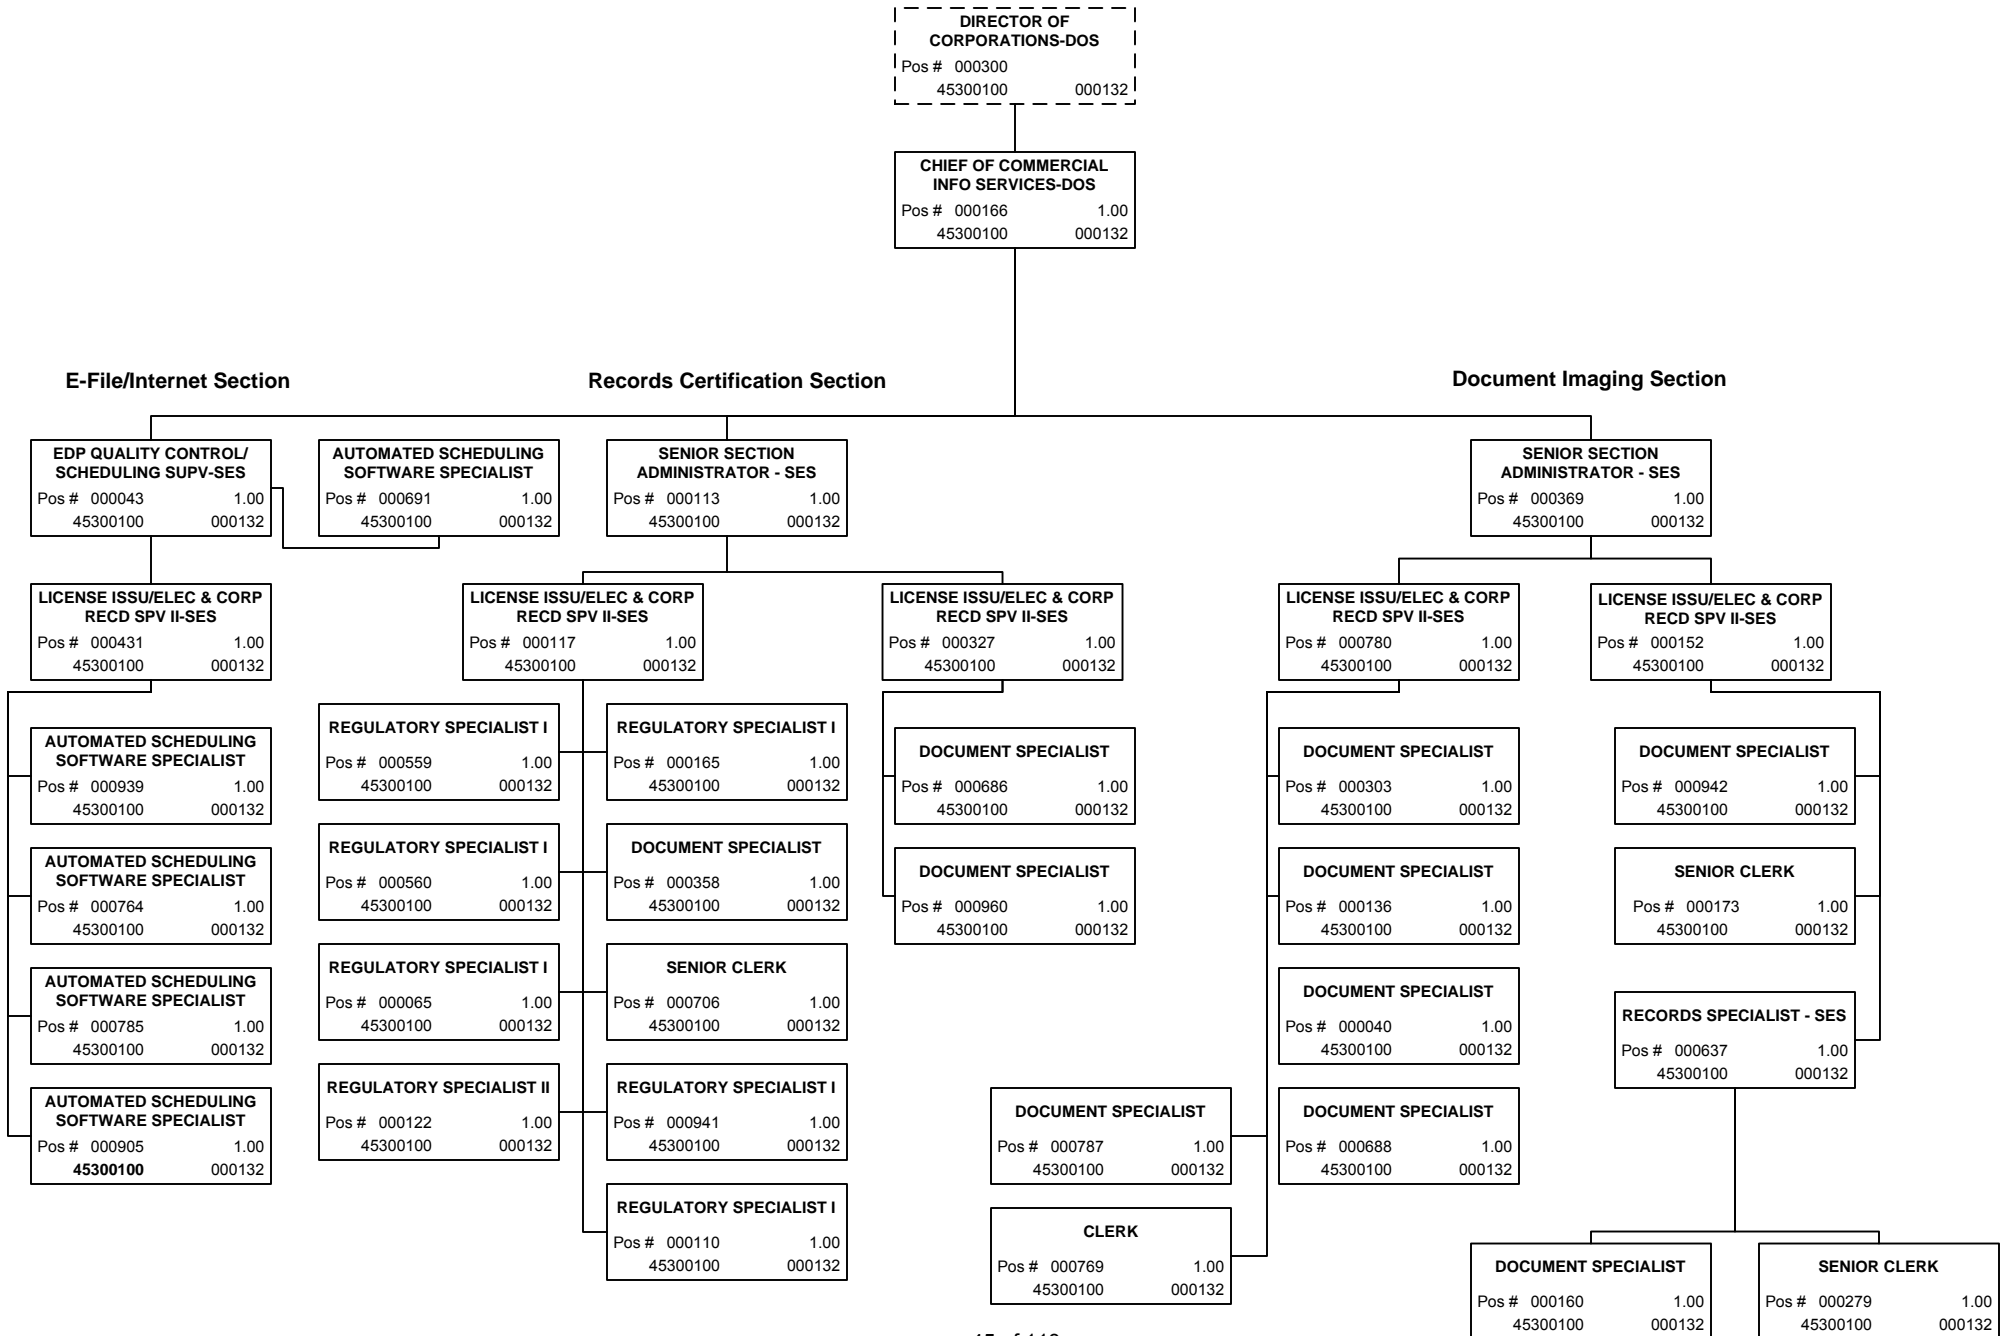 DIRECTOR OF
CORPORATIONS-DOS
Pos # 000300
45300100 000132
CHIEF OF COMMERCIAL
INFO SERVICES-DOS
Pos # 000166 1.00
45300100 000132
E-File/Internet Section
Records Certification Section
Document Imaging Section
EDP QUALITY CONTROL/
SCHEDULING SUPV-SES
Pos # 000043 1.00
45300100 000132
AUTOMATED SCHEDULING
SOFTWARE SPECIALIST
Pos # 000691 1.00
45300100 000132
SENIOR SECTION
ADMINISTRATOR - SES
Pos # 000113 1.00
45300100 000132
SENIOR SECTION
ADMINISTRATOR - SES
Pos # 000369 1.00
45300100 000132
LICENSE ISSU/ELEC & CORP
RECD SPV II-SES
Pos # 000431 1.00
45300100 000132
LICENSE ISSU/ELEC & CORP
RECD SPV II-SES
Pos # 000117 1.00
45300100 000132
LICENSE ISSU/ELEC & CORP
RECD SPV II-SES
Pos # 000327 1.00
45300100 000132
LICENSE ISSU/ELEC & CORP
RECD SPV II-SES
Pos # 000780 1.00
45300100 000132
LICENSE ISSU/ELEC & CORP
RECD SPV II-SES
Pos # 000152 1.00
45300100 000132
AUTOMATED SCHEDULING
SOFTWARE SPECIALIST
Pos # 000939 1.00
45300100 000132
AUTOMATED SCHEDULING
SOFTWARE SPECIALIST
Pos # 000764 1.00
45300100 000132
AUTOMATED SCHEDULING
SOFTWARE SPECIALIST
Pos # 000785 1.00
45300100 000132
AUTOMATED SCHEDULING
SOFTWARE SPECIALIST
Pos # 000905 1.00
45300100 000132
REGULATORY SPECIALIST I
Pos # 000559 1.00
45300100 000132
REGULATORY SPECIALIST I
Pos # 000560 1.00
45300100 000132
REGULATORY SPECIALIST I
Pos # 000065 1.00
45300100 000132
REGULATORY SPECIALIST II
Pos # 000122 1.00
45300100 000132
REGULATORY SPECIALIST I
Pos # 000165 1.00
45300100 000132
DOCUMENT SPECIALIST
Pos # 000358 1.00
45300100 000132
SENIOR CLERK
Pos # 000706 1.00
45300100 000132
REGULATORY SPECIALIST I
Pos # 000941 1.00
45300100 000132
REGULATORY SPECIALIST I
Pos # 000110 1.00
45300100 000132
DOCUMENT SPECIALIST
Pos # 000686 1.00
45300100 000132
DOCUMENT SPECIALIST
Pos # 000960 1.00
45300100 000132
DOCUMENT SPECIALIST
Pos # 000303 1.00
45300100 000132
DOCUMENT SPECIALIST
Pos # 000136 1.00
45300100 000132
DOCUMENT SPECIALIST
Pos # 000040 1.00
45300100 000132
DOCUMENT SPECIALIST
Pos # 000688 1.00
45300100 000132
DOCUMENT SPECIALIST
Pos # 000787 1.00
45300100 000132
CLERK
Pos # 000769 1.00
45300100 000132
DOCUMENT SPECIALIST
Pos # 000942 1.00
45300100 000132
SENIOR CLERK
Pos # 000173 1.00
45300100 000132
RECORDS SPECIALIST - SES
Pos # 000637 1.00
45300100 000132
DOCUMENT SPECIALIST
Pos # 000160 1.00
45300100 000132
SENIOR CLERK
Pos # 000279 1.00
45300100 000132